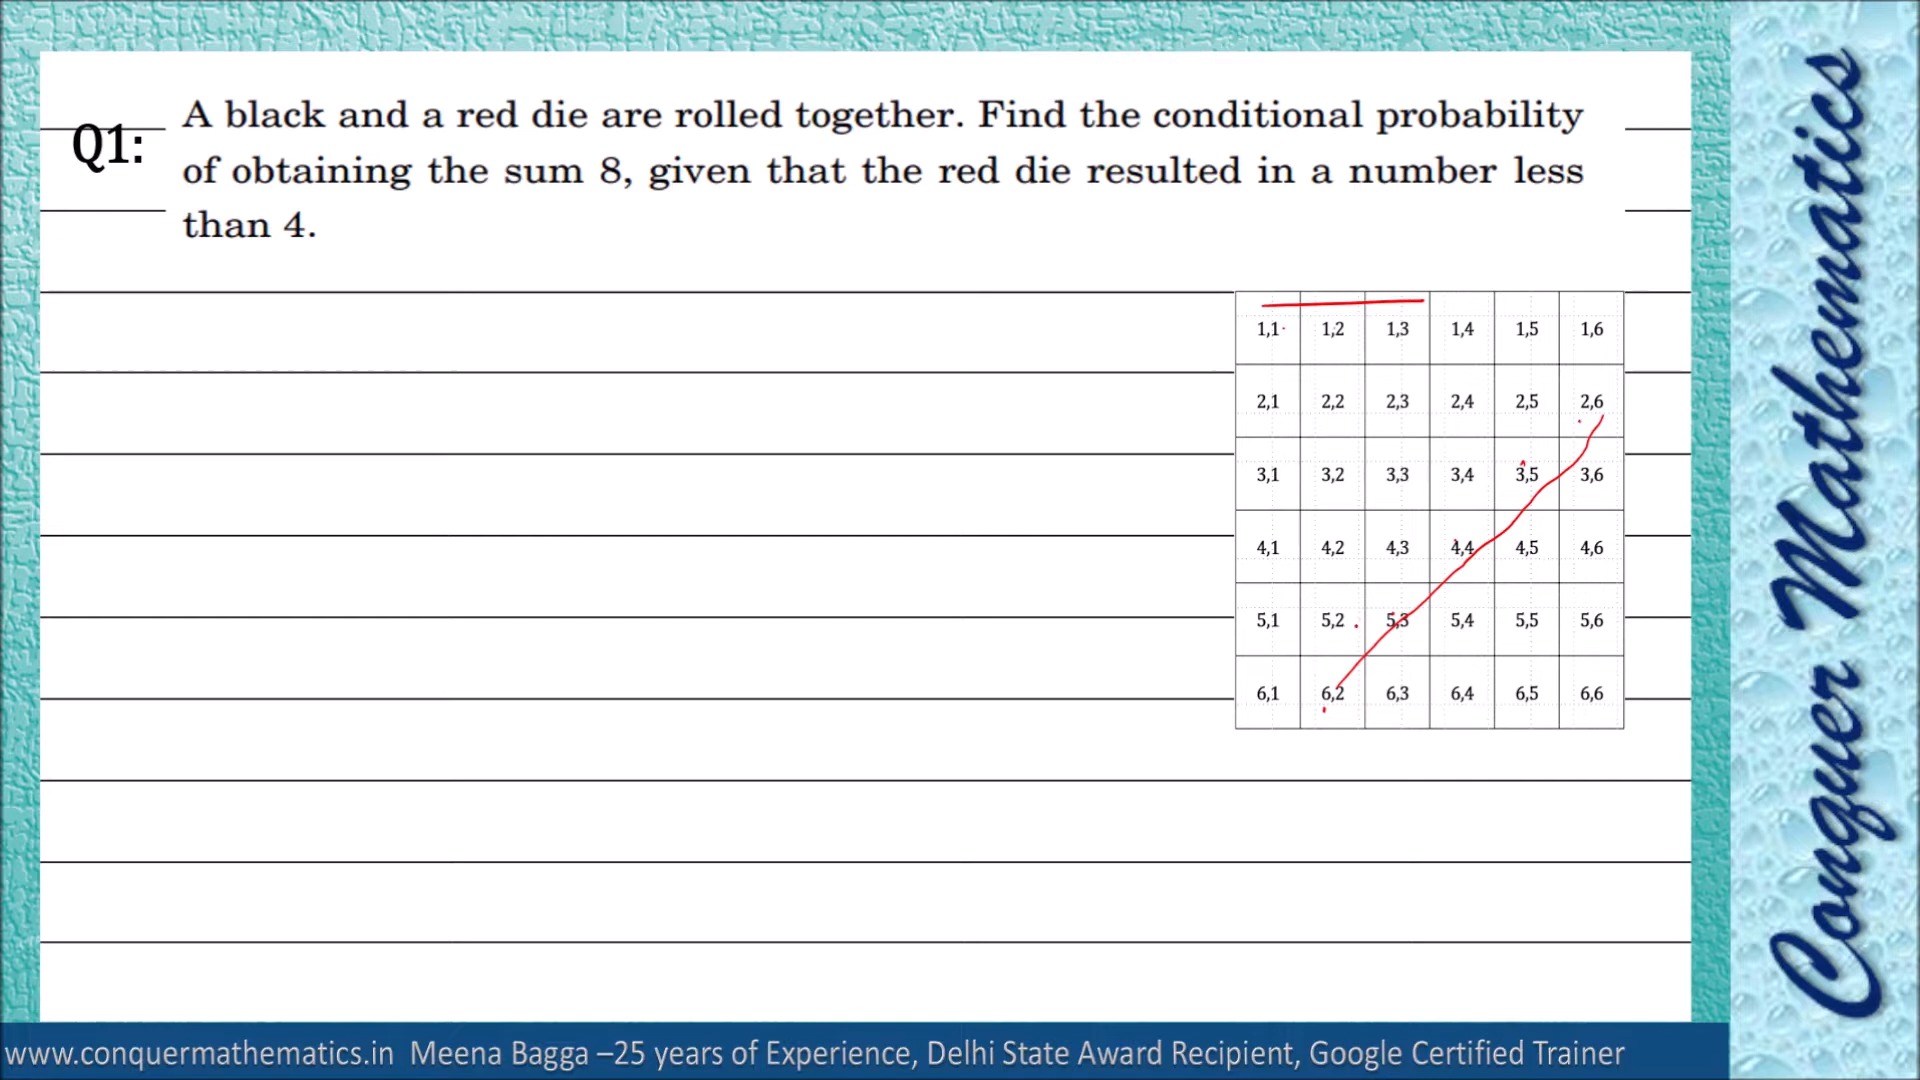 Q1:
A black and a red die are rolled together. Find the conditional probability
of obtaining the sum 8, given that the red die resulted in a number less
than 4.
1,1 1,2 1,3 1,4 1,5 1,6
2,1 2,2 2,3 2,4 2,5 2,6
3,1 3,2 3,3 3,4 3,5 3,6
4,1 4,2 4,3 4,4 4,5 4,6
5,1 5,2 5,3 5,4 5,5 5,6
6,1 6,2 6,3 6,4 6,5 6,6
Conquer Mathematics
www.conquermathematics.in Meena Bagga –25 years of Experience, Delhi State Award Recipient, Google Certified Trainer